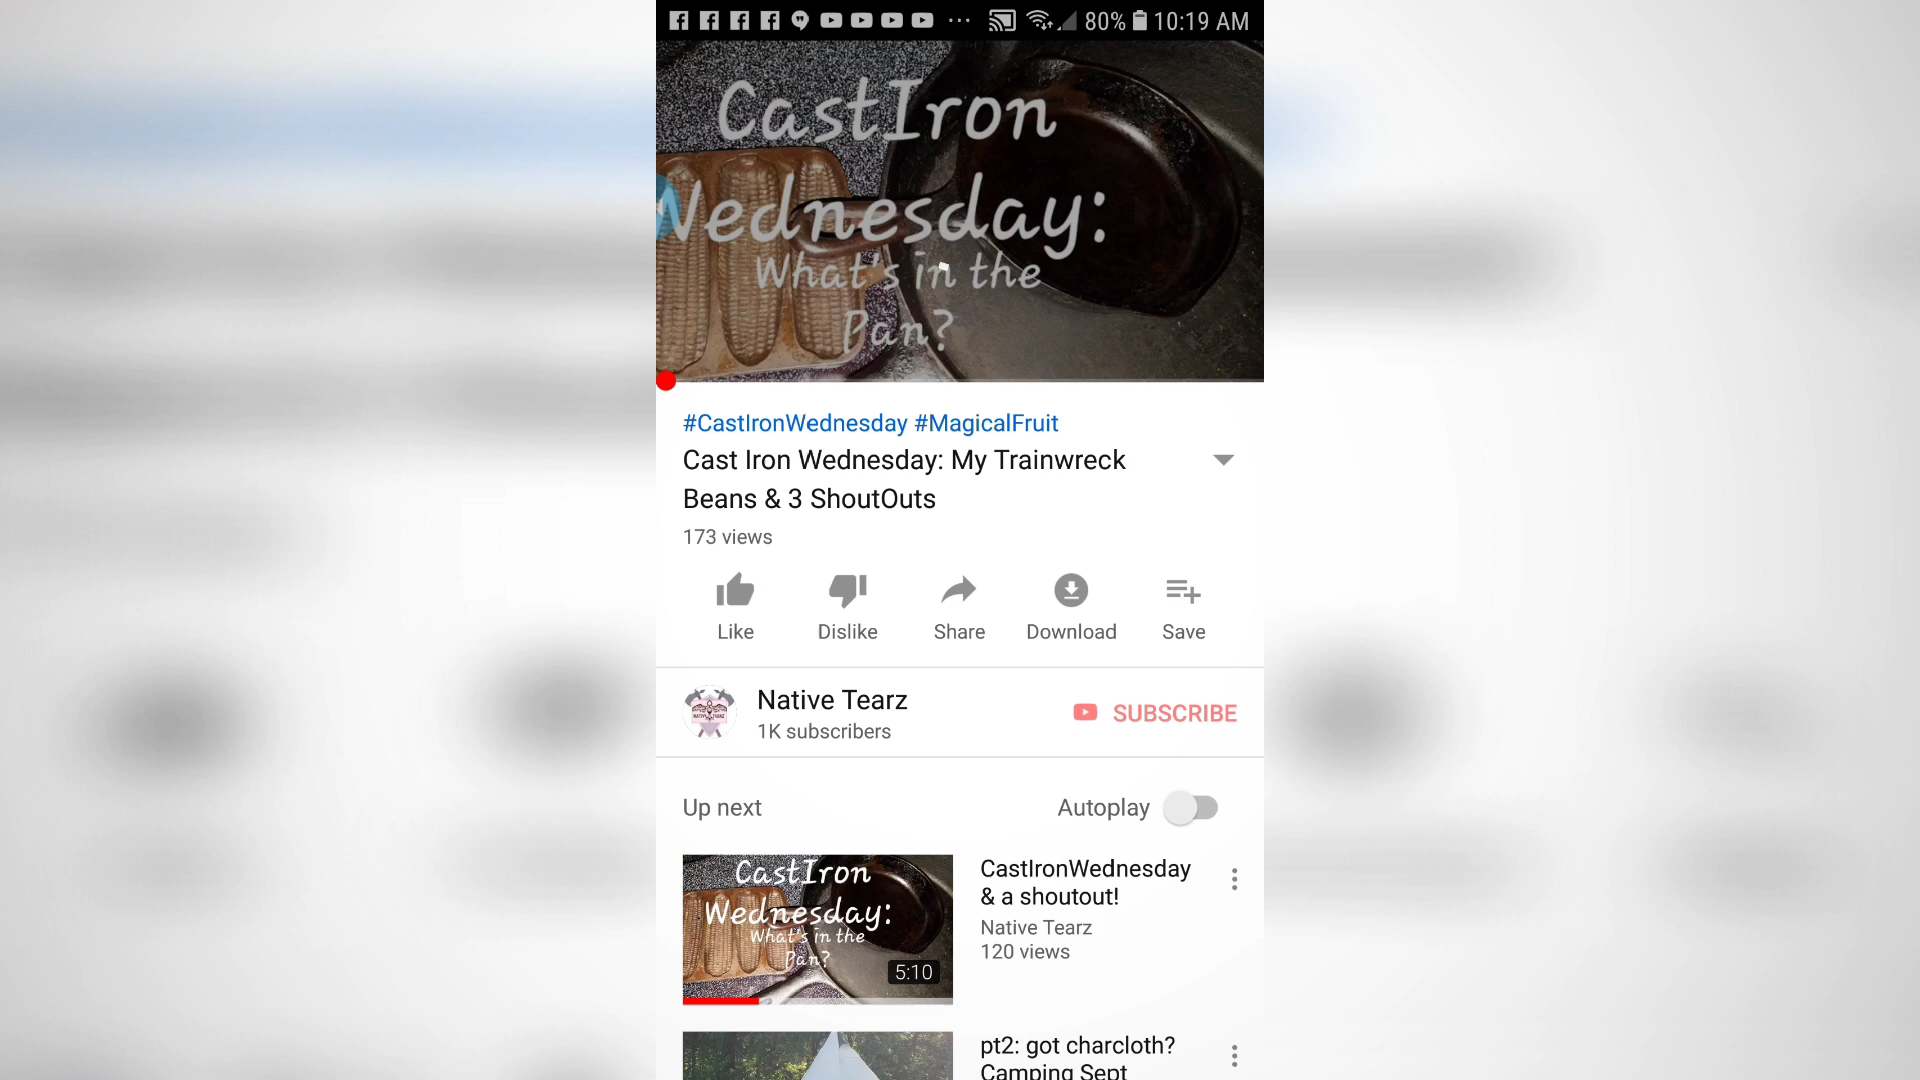 80% 10:19 AM
CastIron
Wednesday:
What's in the
Pan?
#CastIronWednesday #MagicalFruit
Cast Iron Wednesday: My Trainwreck
Beans & 3 ShoutOuts
173 views
Like Dislike Share Download Save
Native Tearz
1K subscribers
SUBSCRIBE
Up next
Autoplay
CastIron
Wednesday:
What's in the
Pan?
5:10
CastIronWednesday
& a shoutout!
Native Tearz
120 views
pt2: got charcloth?
Camping Sept